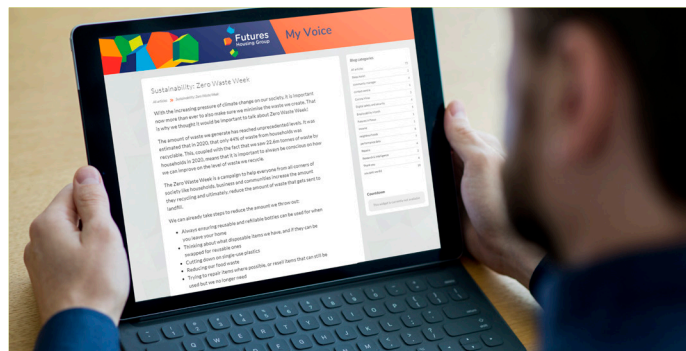 Futures
Housing Group
My Voice
Sustainability: Zero Waste Week
With the increasing pressure of climate change on our society, it is important
now more than ever to also make sure we minimise the waste we create. That
is why we thought it would be important to talk about Zero Waste Week!
The amount of waste we generate has reached unprecedented levels. It was
estimated that in 2020, that only 44% of waste from households was
recyclable. This, coupled with the fact that we saw 22.6m tonnes of waste by
households in 2020, means that it is important to always be conscious on how
we can improve on the level of waste we recycle.
The Zero Waste Week is a campaign to help everyone from all corners of
society like households, business and communities increase the amount
they recycling and ultimately, reduce the amount of waste that gets sent to
landfill.
We can already take steps to reduce the amount we throw out:
• Always ensuring reusable and refillable bottles can be used for when
you leave your home
• Thinking about what disposable items we have, and if they can be
swapped for reusable ones
• Cutting down on single use plastics
• Reducing our food waste
• Trying to repair items where possible, or resell items that can still be
used but we no longer need
Blog categories
Countdown